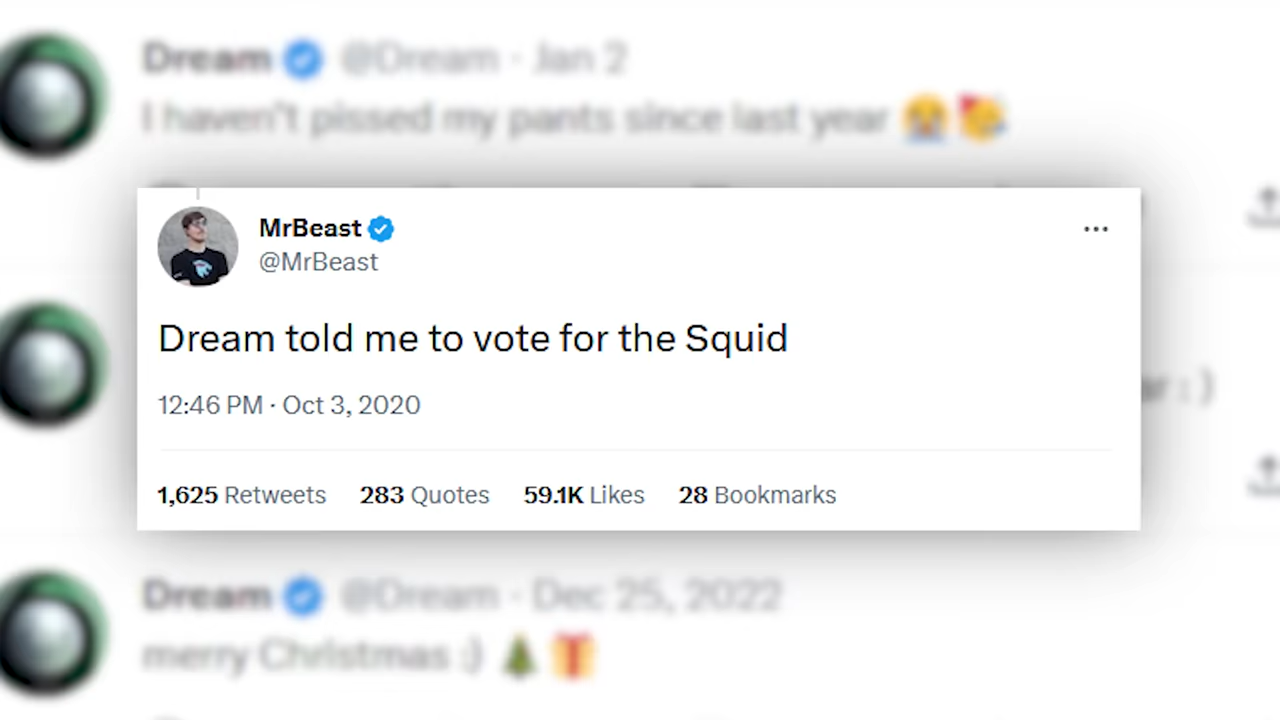 Dream @Dream · Jan 2
I haven't pissed my pants since last year 😭 🥳
MrBeast
@MrBeast
Dream told me to vote for the Squid
12:46 PM · Oct 3, 2020
1,625 Retweets 283 Quotes 59.1K Likes 28 Bookmarks
Dream @Dream · Dec 25, 2022
merry Christmas :) 🎄 🎁